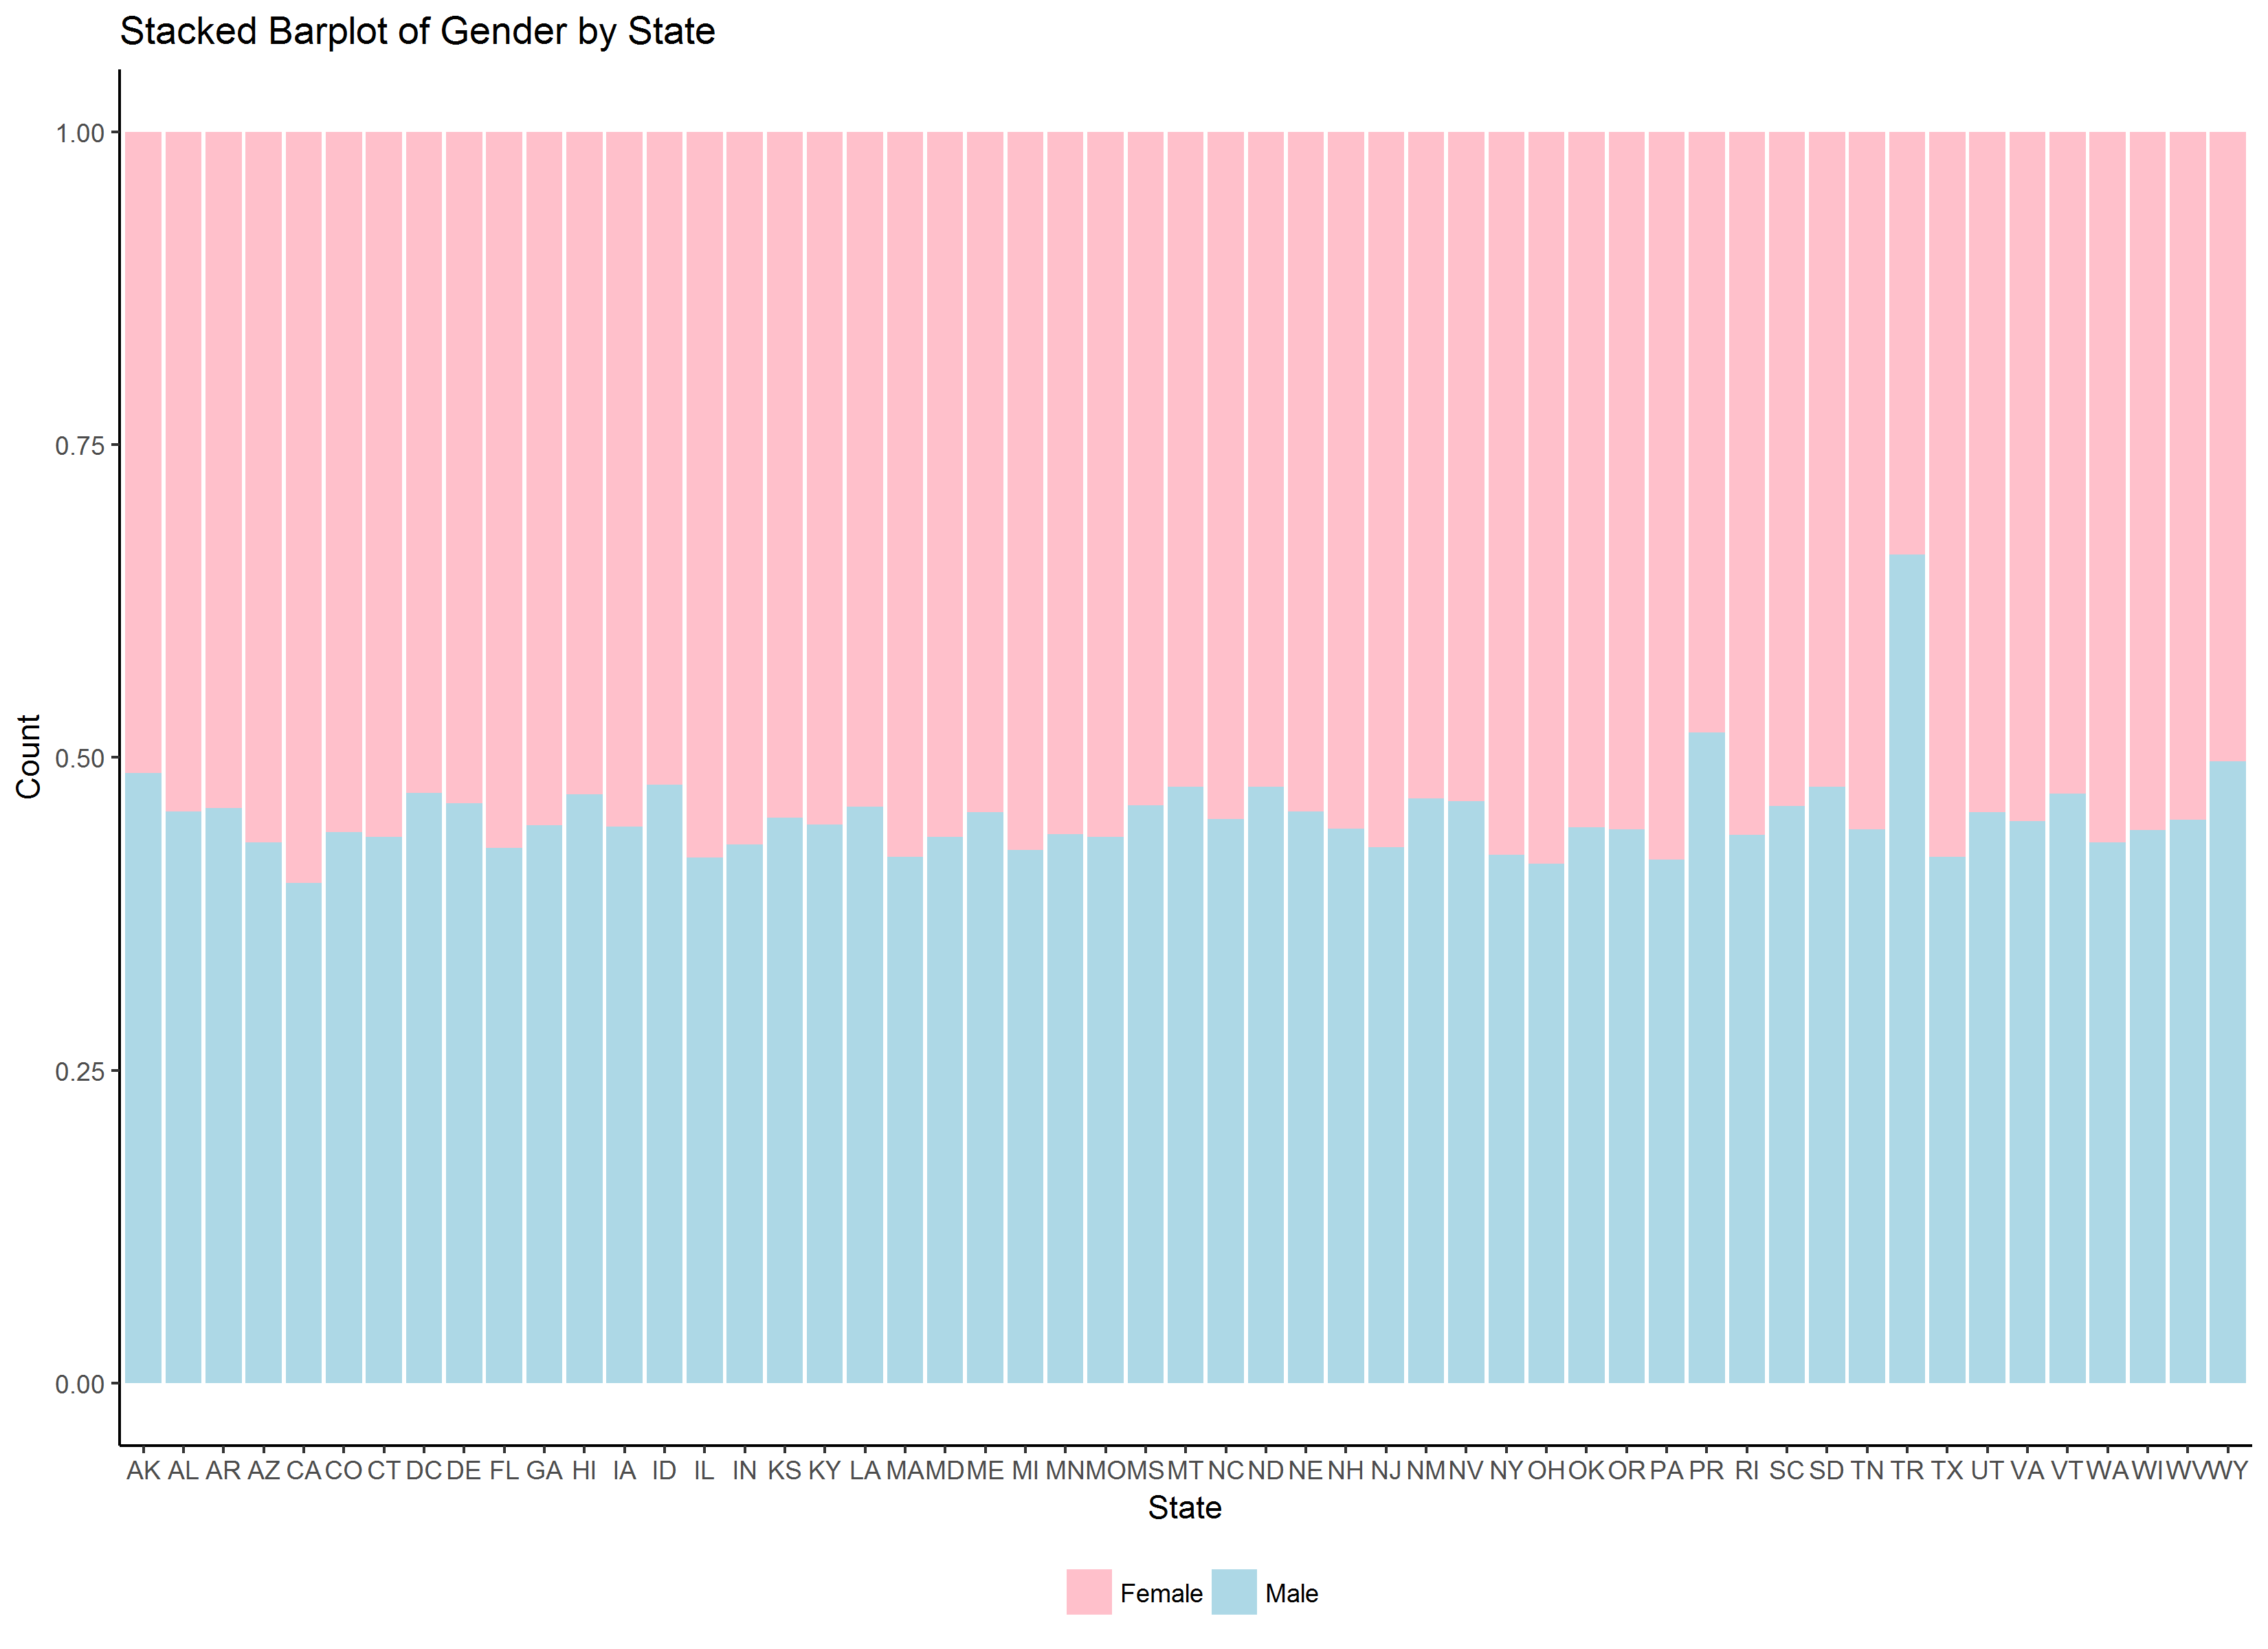 Stacked Barplot of Gender by State
1.00
0.75
0.50
0.25
0.00
Count
AK AL AR AZ CA CO CT DC DE FL GA HI IA ID IL IN KS KY LA MA MD ME MI MN MO MS MT NC ND NE NH NJ NM NV NY OH OK OR PA PR RI SC SD TN TR TX UT VA VT WA WI WV WY
State
Female Male